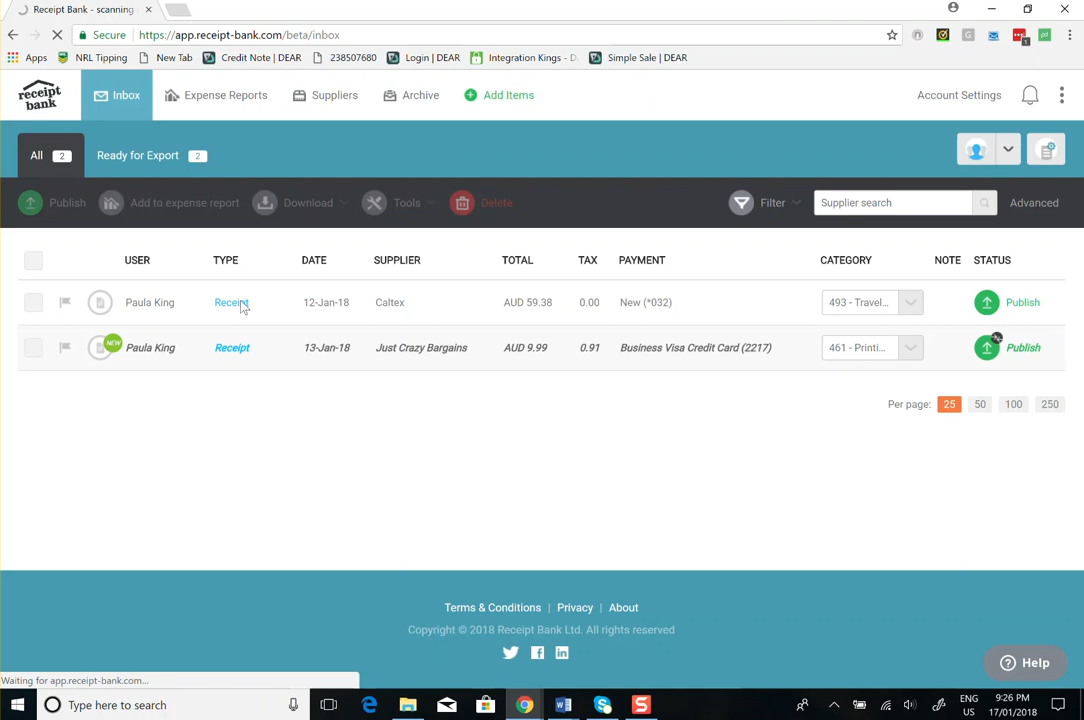 Receipt Bank - scanning
Secure | https://app.receipt-bank.com/beta/inbox
Apps NRL Tipping New Tab Credit Note | DEAR 238507680 Login | DEAR Integration Kings - D Simple Sale | DEAR
receipt bank Inbox Expense Reports Suppliers Archive Add Items Account Settings
All 2 Ready for Export 2
Publish Add to expense report Download Tools Delete Filter Supplier search Advanced
USER TYPE DATE SUPPLIER TOTAL TAX PAYMENT CATEGORY NOTE STATUS
Paula King Receipt 12-Jan-18 Caltex AUD 59.38 0.00 New (*032) 493 - Travel... Publish
NEW Paula King Receipt 13-Jan-18 Just Crazy Bargains AUD 9.99 0.91 Business Visa Credit Card (2217) 461 - Printi... Publish
Per page: 25 50 100 250
Terms & Conditions | Privacy | About
Copyright © 2018 Receipt Bank Ltd. All rights reserved
Help
Waiting for app.receipt-bank.com...
Type here to search ENG US 9:26 PM 17/01/2018